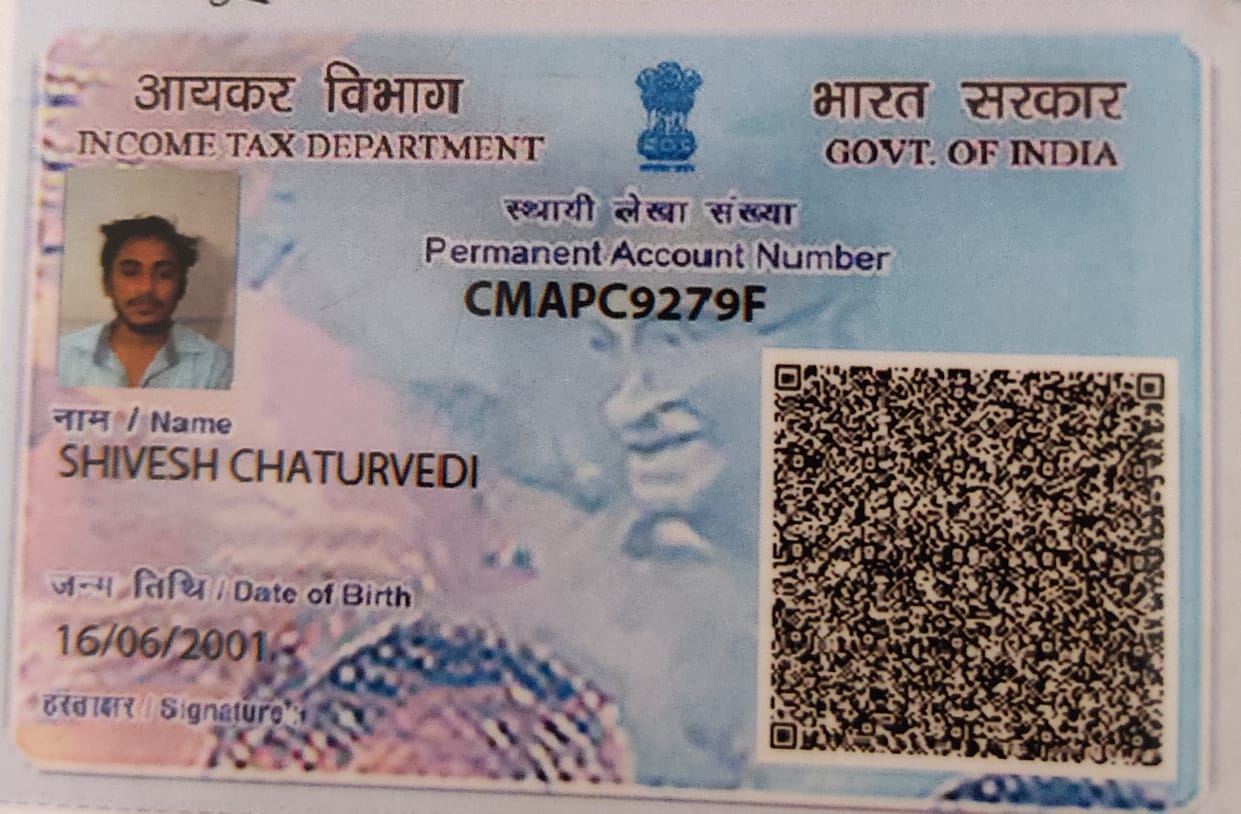 आयकर विभाग
INCOME TAX DEPARTMENT
भारत सरकार
GOVT. OF INDIA
स्थायी लेखा संख्या
Permanent Account Number
CMAPC9279F
नाम / Name
SHIVESH CHATURVEDI
जन्म तिथि / Date of Birth
16/06/2001
हस्ताक्षर / Signature